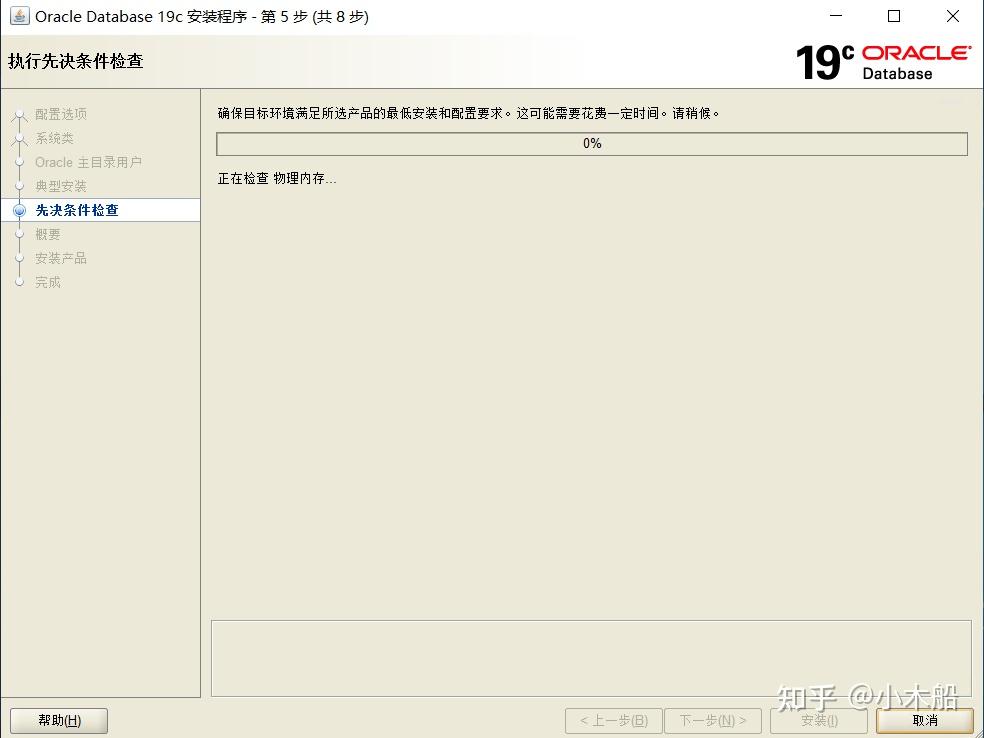 Oracle Database 19c 安装程序 - 第 5 步 (共 8 步)
执行先决条件检查
19c ORACLE
Database
配置选项
系统类
Oracle 主目录用户
典型安装
先决条件检查
概要
安装产品
完成
确保目标环境满足所选产品的最低安装和配置要求。这可能需要花费一定时间。请稍候。
0%
正在检查 物理内存...
知乎 @小木船
帮助(H)
< 上一步(B)
下一步(N) >
安装(I)
取消